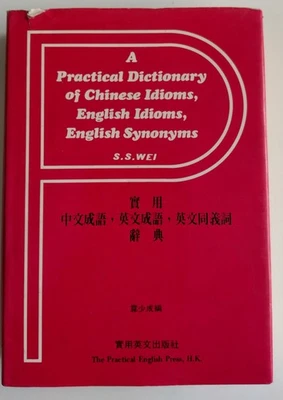 A
Practical Dictionary
of Chinese Idioms,
English Idioms,
English Synonyms
S.S.WEI
實用
中文成語，英文成語，英文同義詞
辭典
實用英文出版社
The Practical English Press, H.K.